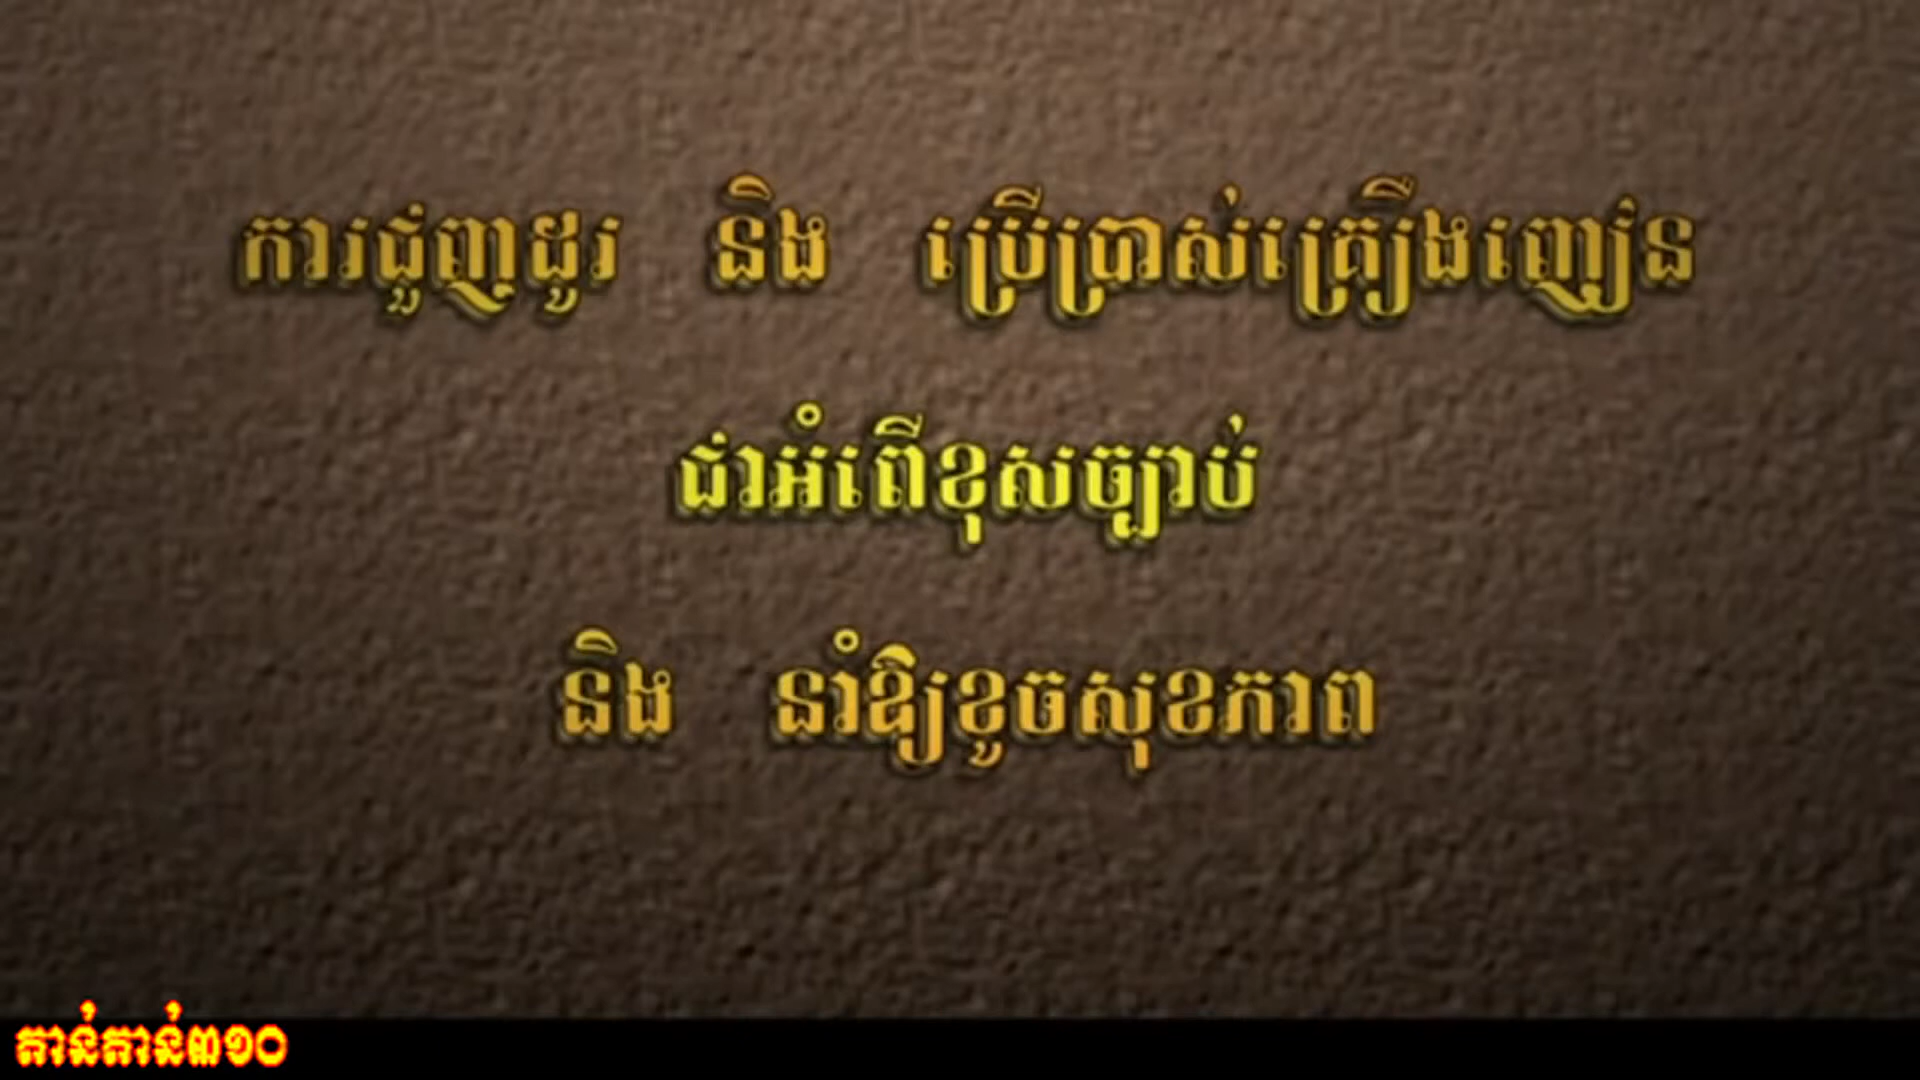 ការជួញដូរ និង ប្រើប្រាស់គ្រឿងញៀន
ជាអំពើខុសច្បាប់
និង នាំឱ្យខូចសុខភាព
តាន់តាន់៣១០